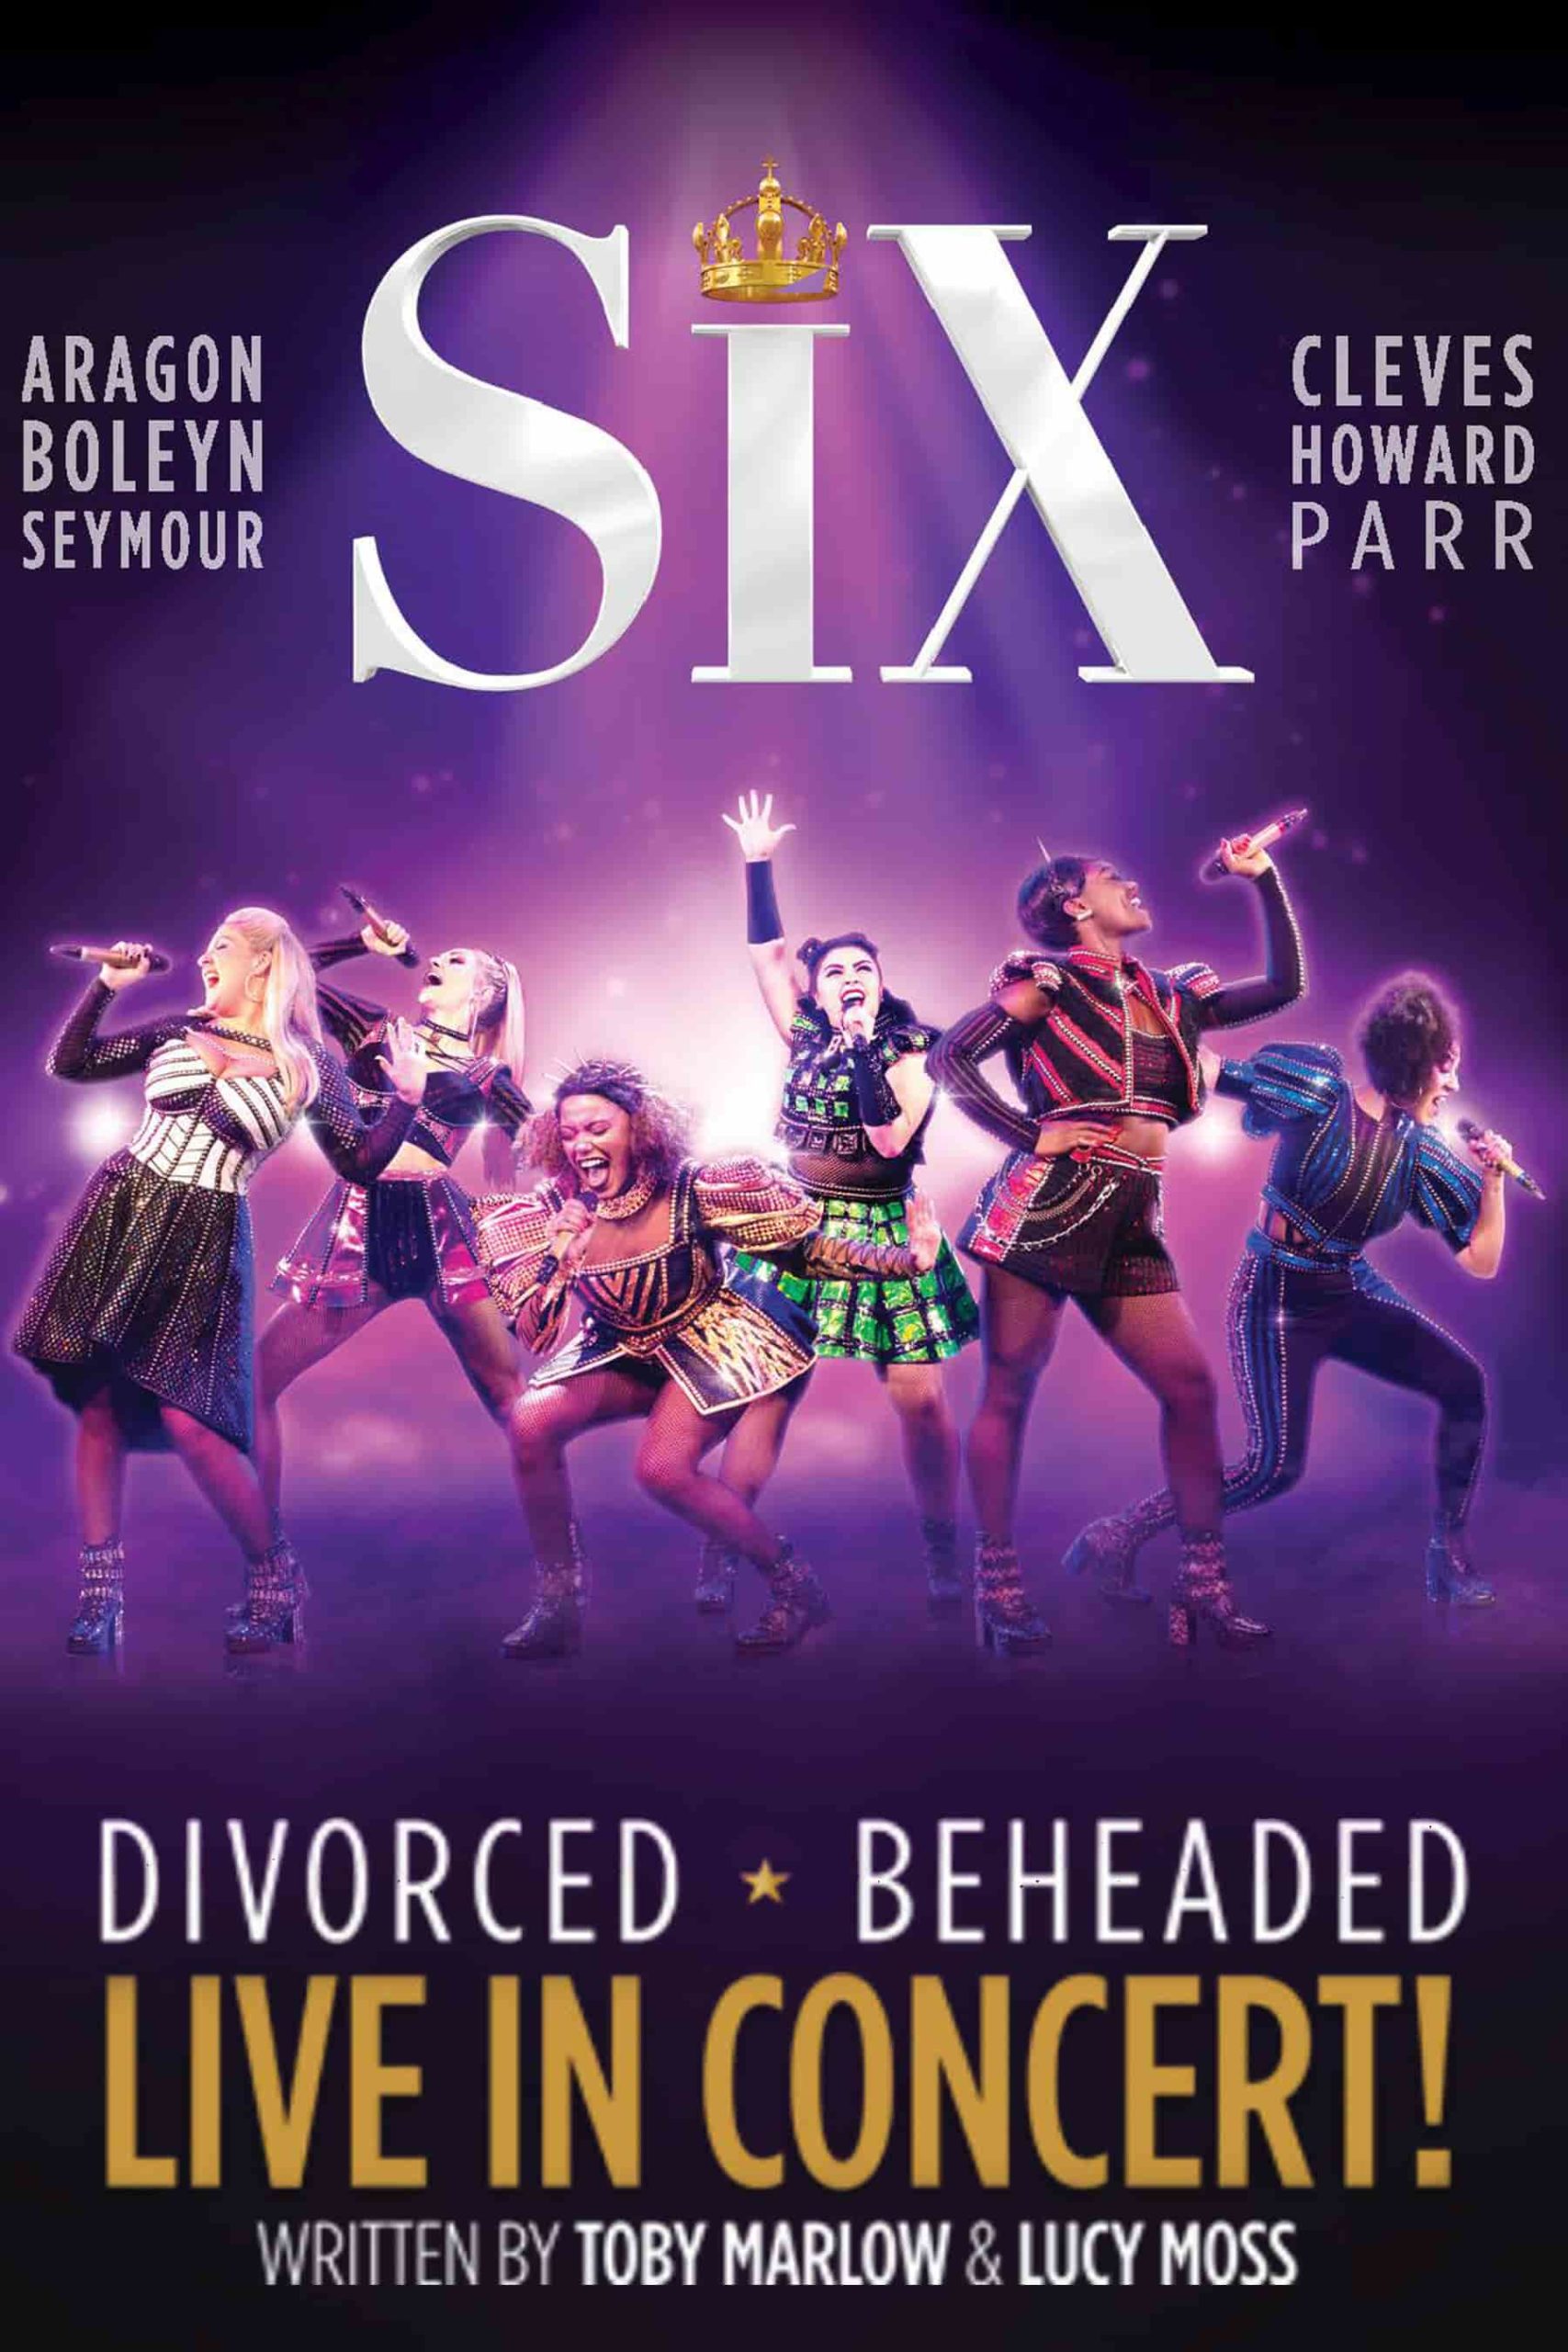 SiX
ARAGON
BOLEYN
SEYMOUR
CLEVES
HOWARD
PARR
DIVORCED ★ BEHEADED
LIVE IN CONCERT!
WRITTEN BY TOBY MARLOW & LUCY MOSS